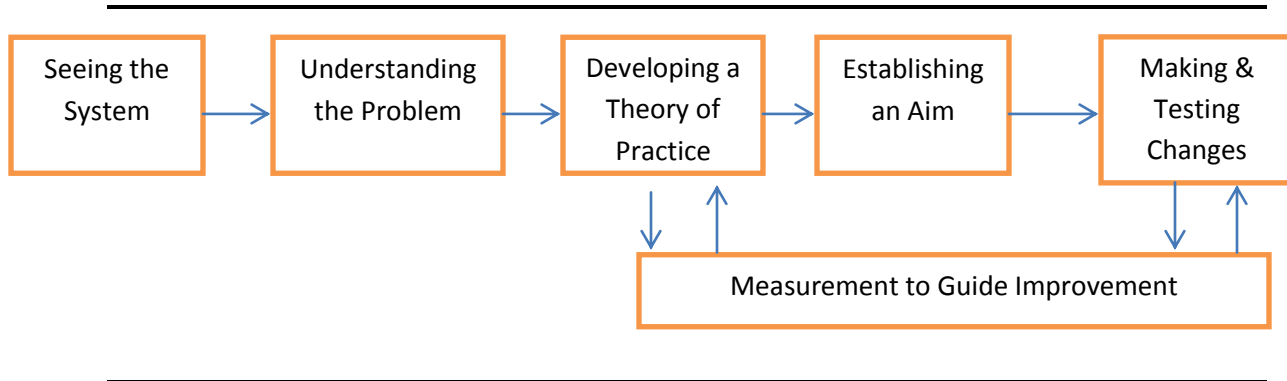 Seeing the
System
Understanding
the Problem
Developing a
Theory of
Practice
Establishing
an Aim
Making &
Testing
Changes
Measurement to Guide Improvement